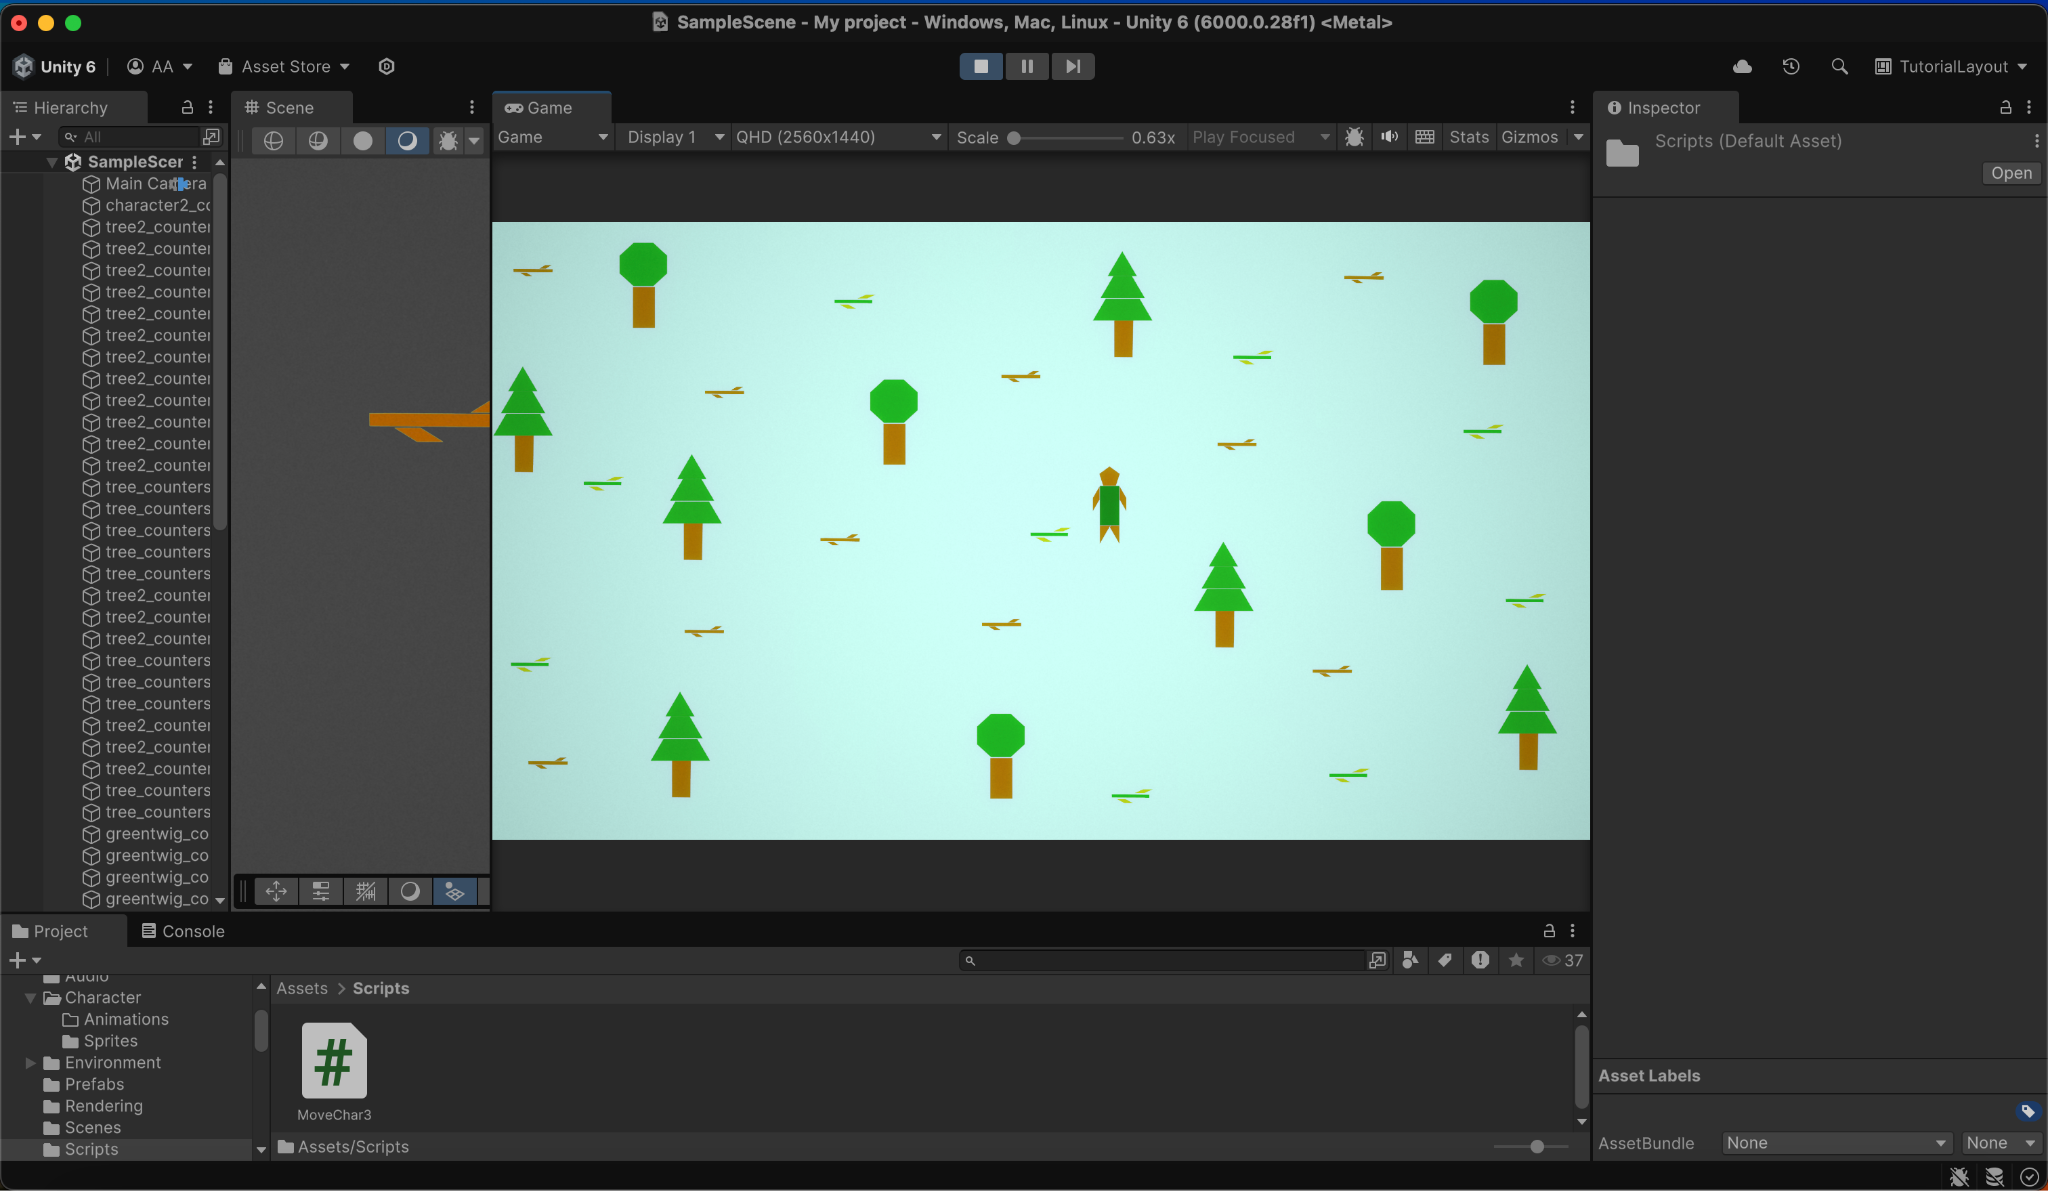 SampleScene - My project - Windows, Mac, Linux - Unity 6 (6000.0.28f1) <Metal>
Unity 6
AA
Asset Store
TutorialLayout
Hierarchy
Scene
Game
Inspector
All
Game
Display 1
QHD (2560x1440)
Scale
0.63x
Play Focused
Stats
Gizmos
Scripts (Default Asset)
Open
SampleScer
Main Camera
character2_co
tree2_counter
tree2_counter
tree2_counter
tree2_counter
tree2_counter
tree2_counter
tree2_counter
tree2_counter
tree2_counter
tree2_counter
tree2_counter
tree2_counter
tree_counters
tree_counters
tree_counters
tree_counters
tree_counters
tree2_counter
tree2_counter
tree2_counter
tree_counters
tree_counters
tree_counters
tree2_counter
tree2_counter
tree2_counter
tree_counters
tree_counters
greentwig_co
greentwig_co
greentwig_co
greentwig_co
Project
Console
37
Audio
Character
Animations
Sprites
Environment
Prefabs
Rendering
Scenes
Scripts
Assets > Scripts
#
MoveChar3
Assets/Scripts
Asset Labels
AssetBundle
None
None